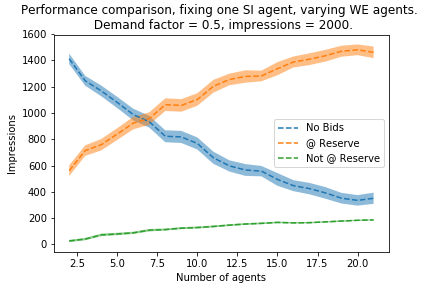 Performance comparison, fixing one SI agent, varying WE agents.
Demand factor = 0.5, impressions = 2000.
1600
1400
1200
1000
800
600
400
200
0
Impressions
No Bids
@ Reserve
Not @ Reserve
2.5 5.0 7.5 10.0 12.5 15.0 17.5 20.0
Number of agents